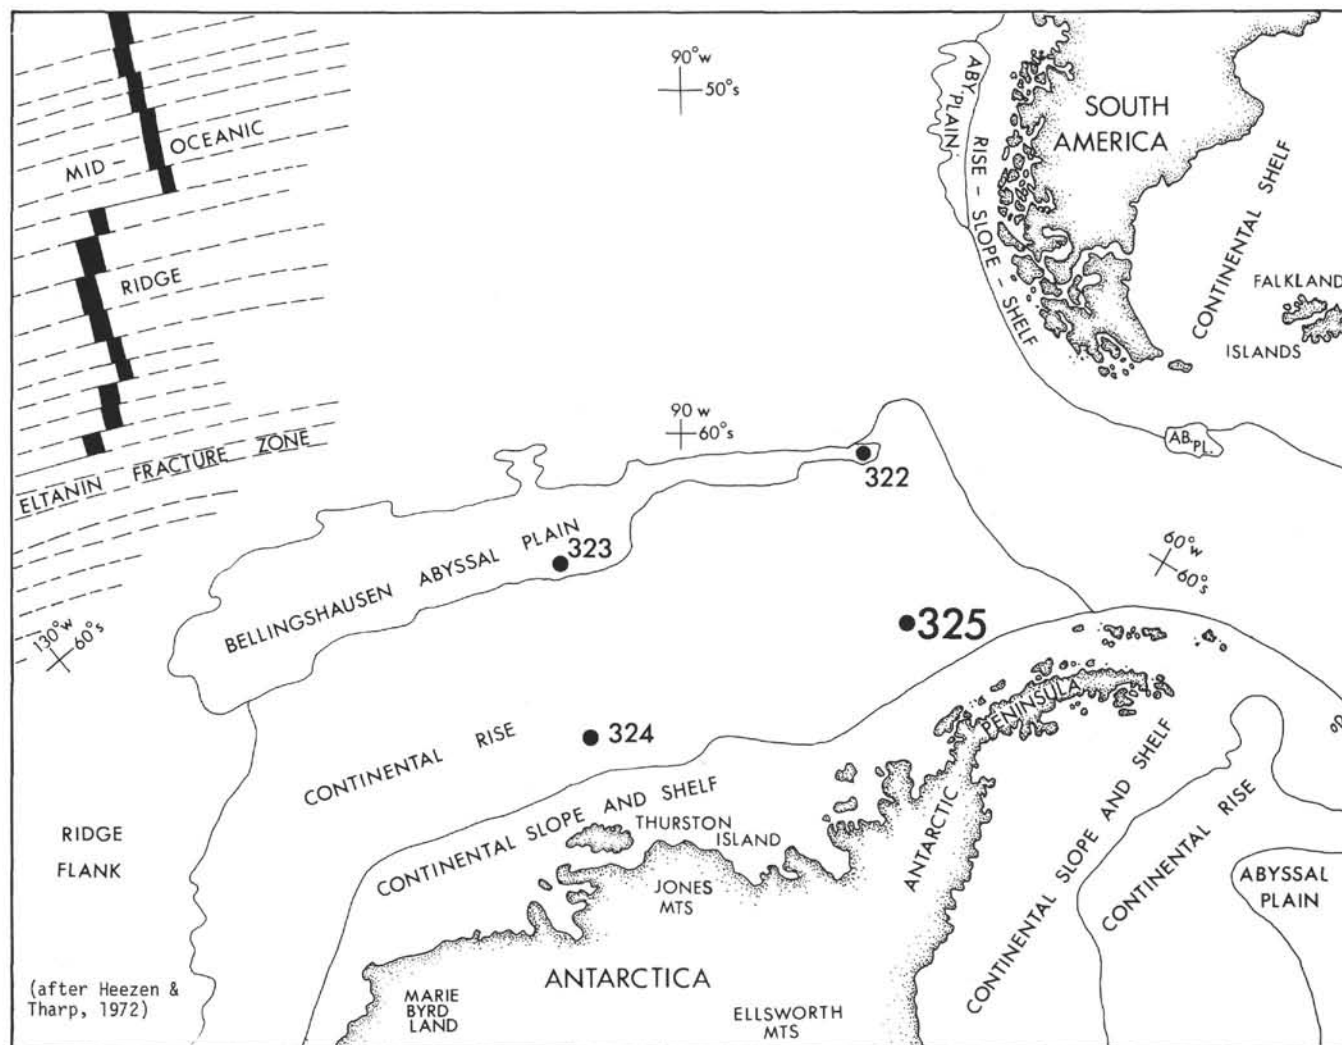 90°w
50°s
ABY. PLAIN
RISE – SLOPE – SHELF
SOUTH
AMERICA
CONTINENTAL SHELF
FALKLAND
ISLANDS
MID – OCEANIC
RIDGE
ELTANIN FRACTURE ZONE
90 w
60°s
322
AB. PL.
60°w
60°s
BELLINGSHAUSEN ABYSSAL PLAIN
323
130°w
60°s
325
324
CONTINENTAL RISE
CONTINENTAL SLOPE AND SHELF
RIDGE
FLANK
THURSTON
ISLAND
JONES
MTS
ANTARCTIC PENINSULA
CONTINENTAL SLOPE AND SHELF
CONTINENTAL RISE
ABYSSAL
PLAIN
ANTARCTICA
MARIE
BYRD
LAND
ELLSWORTH
MTS
(after Heezen &
Tharp, 1972)